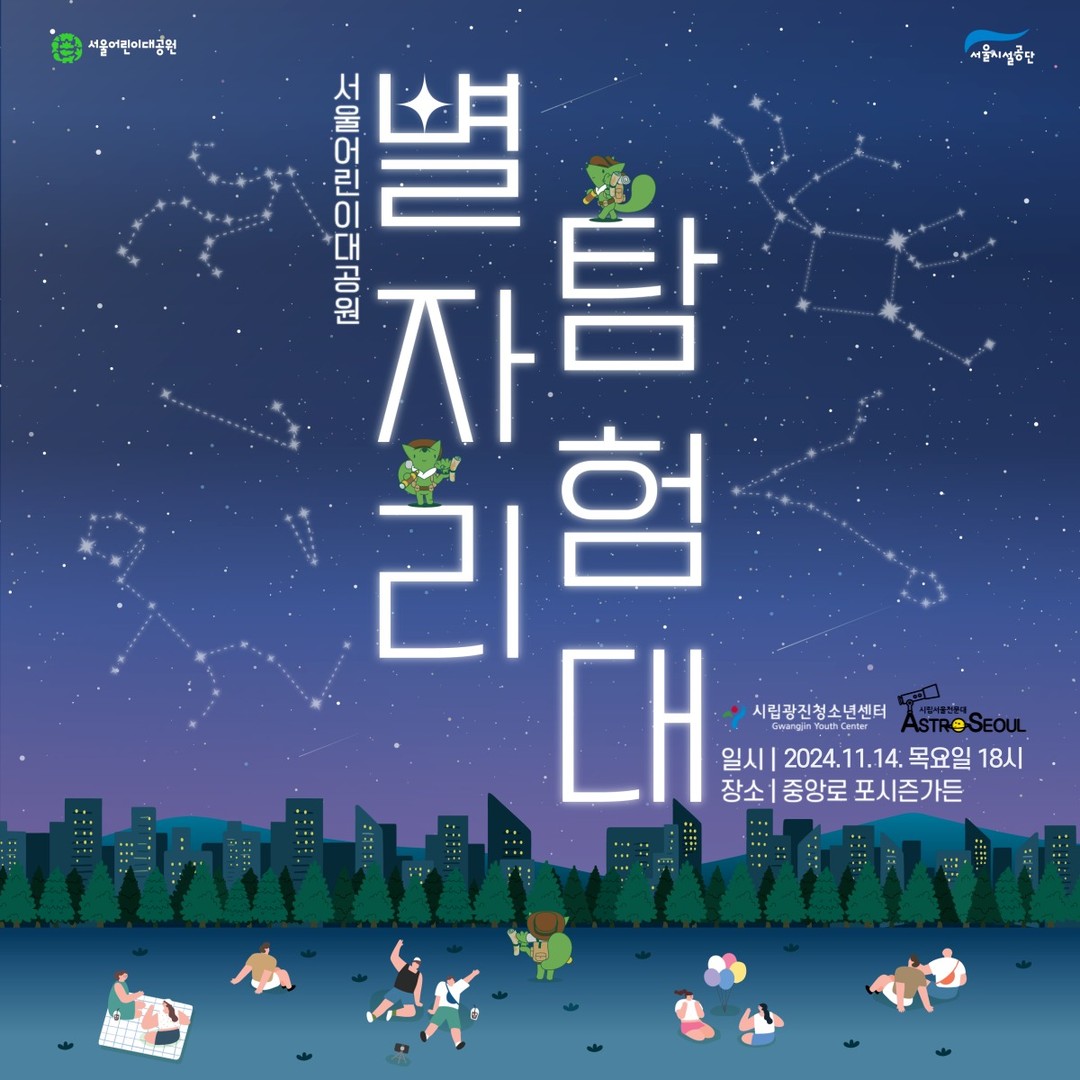 서울어린이대공원
서울시설공단
서울어린이대공원
별자리
탐험대
시립광진청소년센터
Gwangjin Youth Center
시립서울천문대
ASTROSEOUL
일시 | 2024.11.14. 목요일 18시
장소 | 중앙로 포시즌가든